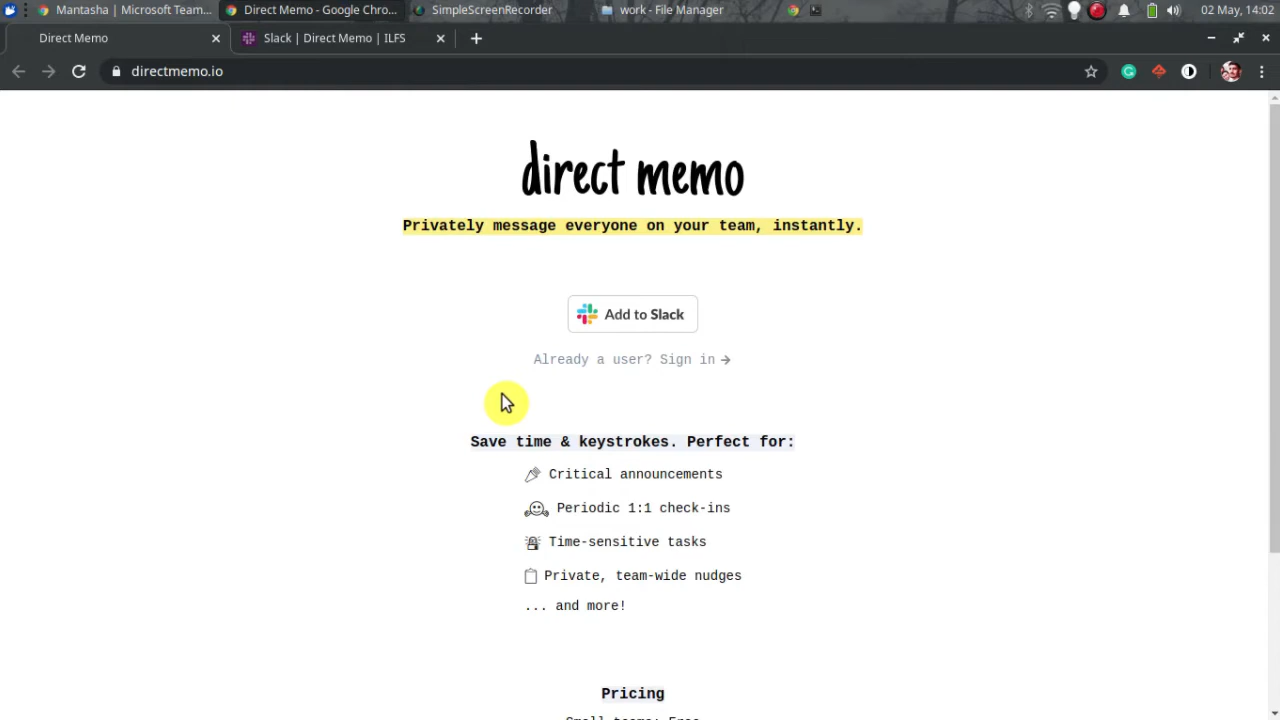 Mantasha | Microsoft Team... Direct Memo - Google Chro... SimpleScreenRecorder work - File Manager 02 May, 14:02
Direct Memo Slack | Direct Memo | ILFS
directmemo.io
direct memo
Privately message everyone on your team, instantly.
Add to Slack
Already a user? Sign in →
Save time & keystrokes. Perfect for:
Critical announcements
Periodic 1:1 check-ins
Time-sensitive tasks
Private, team-wide nudges
... and more!
Pricing
Small teams: Free